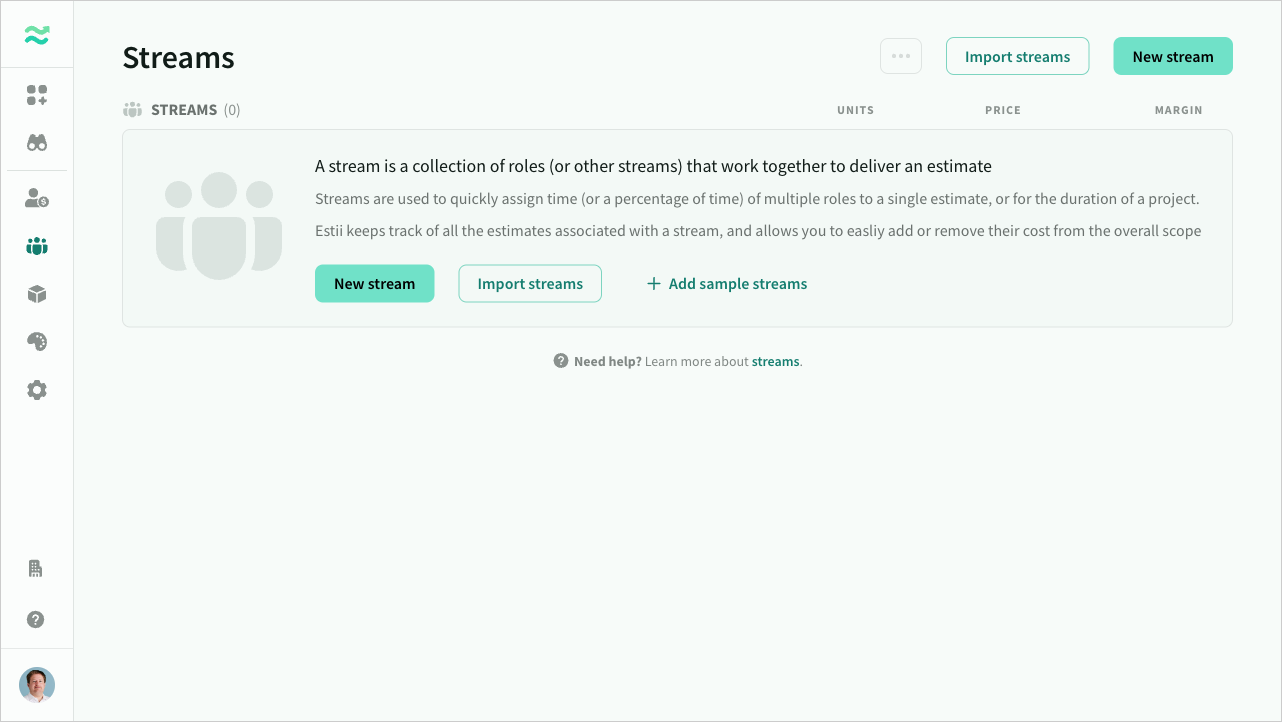 Streams
Import streams
New stream
STREAMS (0)
UNITS
PRICE
MARGIN
A stream is a collection of roles (or other streams) that work together to deliver an estimate
Streams are used to quickly assign time (or a percentage of time) of multiple roles to a single estimate, or for the duration of a project.
Estii keeps track of all the estimates associated with a stream, and allows you to easliy add or remove their cost from the overall scope
New stream
Import streams
+ Add sample streams
Need help? Learn more about streams.